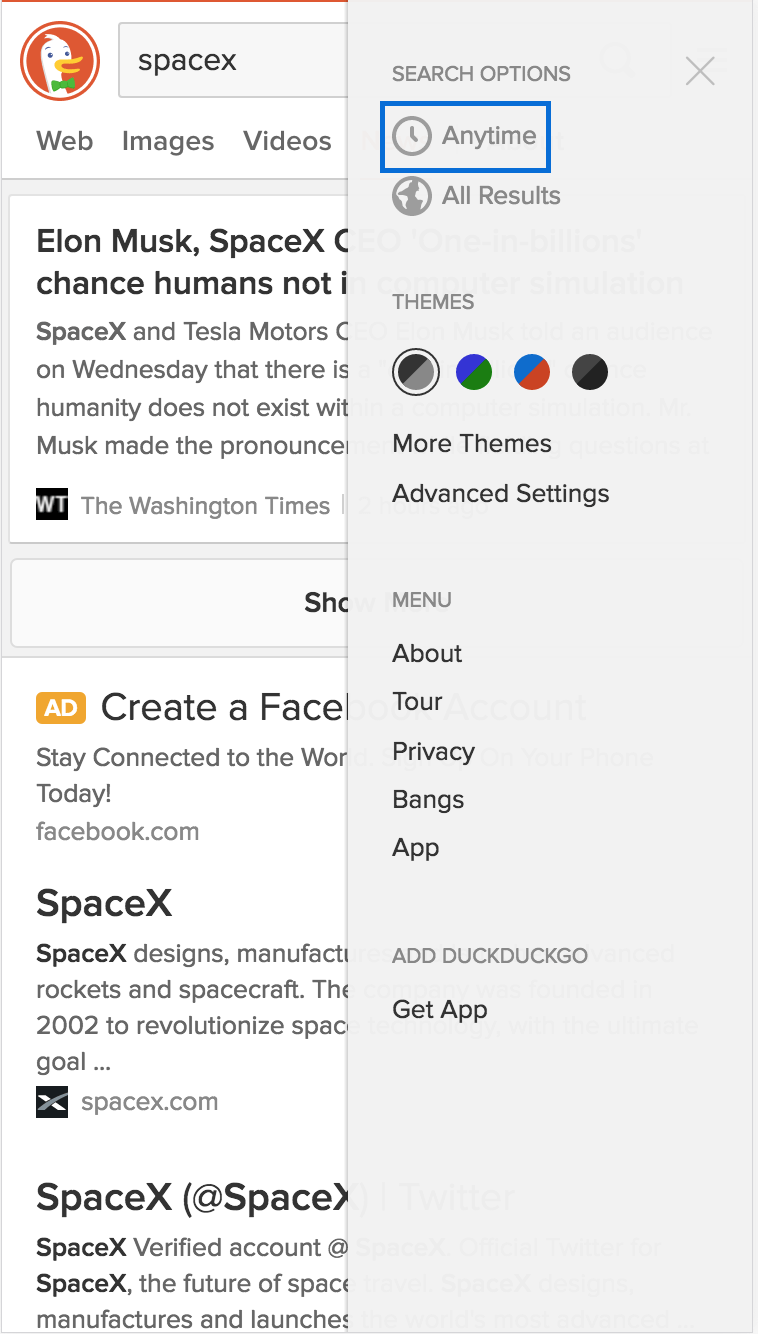 spacex
Web Images Videos
Elon Musk, SpaceX CEO 'One-in-billions'
chance humans not in computer simulation
SpaceX and Tesla Motors CEO Elon Musk told an audience
on Wednesday that there is a
humanity does not exist within a computer simulation. Mr.
Musk made the pronouncement questions at
WT The Washington Times | 2 hours ago
Show More
AD Create a Facebook Account
Stay Connected to the World. Sign Up On Your Phone
Today!
facebook.com
SpaceX
SpaceX designs, manufactures advanced
rockets and spacecraft. The company was founded in
2002 to revolutionize space technology, with the ultimate
goal ...
spacex.com
SpaceX (@SpaceX) | Twitter
SpaceX Verified account @ SpaceX. Official Twitter for
SpaceX, the future of space travel. SpaceX designs,
manufactures and launches the world's most advanced ...
SEARCH OPTIONS
Anytime
All Results
THEMES
More Themes
Advanced Settings
MENU
About
Tour
Privacy
Bangs
App
ADD DUCKDUCKGO
Get App